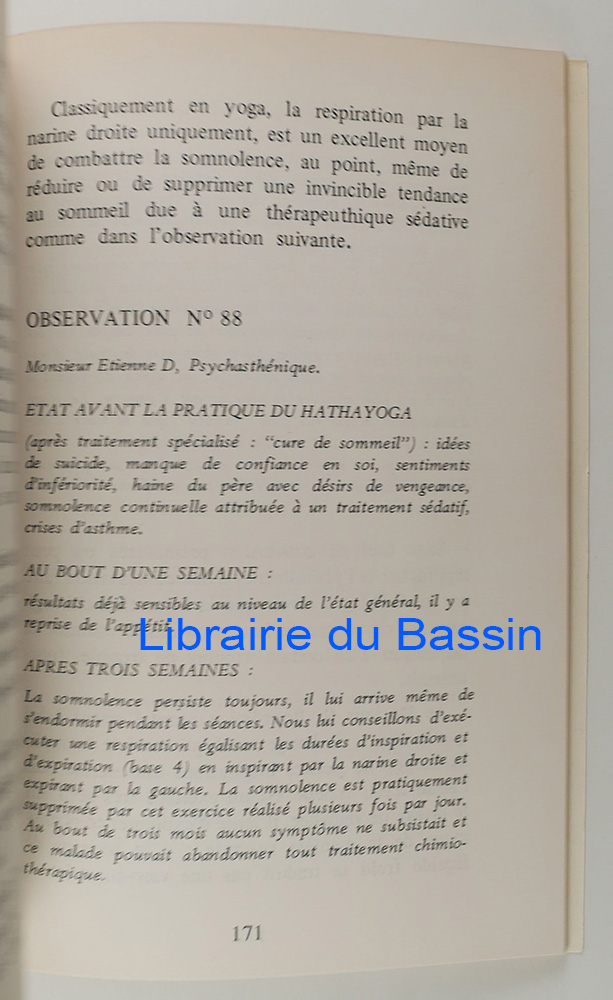 Classiquement en yoga, la respiration par la
narine droite uniquement, est un excellent moyen
de combattre la somnolence, au point, même de
réduire ou de supprimer une invincible tendance
au sommeil due à une thérapeuthique sédative
comme dans l'observation suivante.
OBSERVATION N° 88
Monsieur Etienne D, Psychasthénique.
ETAT AVANT LA PRATIQUE DU HATHAYOGA
(après traitement spécialisé : "cure de sommeil") : idées
de suicide, manque de confiance en soi, sentiments
d'infériorité, haine du père avec désirs de vengeance,
somnolence continuelle attribuée à un traitement sédatif,
crises d'asthme.
AU BOUT D'UNE SEMAINE :
résultats déjà sensibles au niveau de l'état général, il y a
reprise de l'appétit.
Librairie du Bassin
APRES TROIS SEMAINES :
La somnolence persiste toujours, il lui arrive même de
s'endormir pendant les séances. Nous lui conseillons d'exé-
cuter une respiration égalisant les durées d'inspiration et
d'expiration (base 4) en inspirant par la narine droite et
expirant par la gauche. La somnolence est pratiquement
supprimée par cet exercice réalisé plusieurs fois par jour.
Au bout de trois mois aucun symptôme ne subsistait et
ce malade pouvait abandonner tout traitement chimio-
thérapique.
171